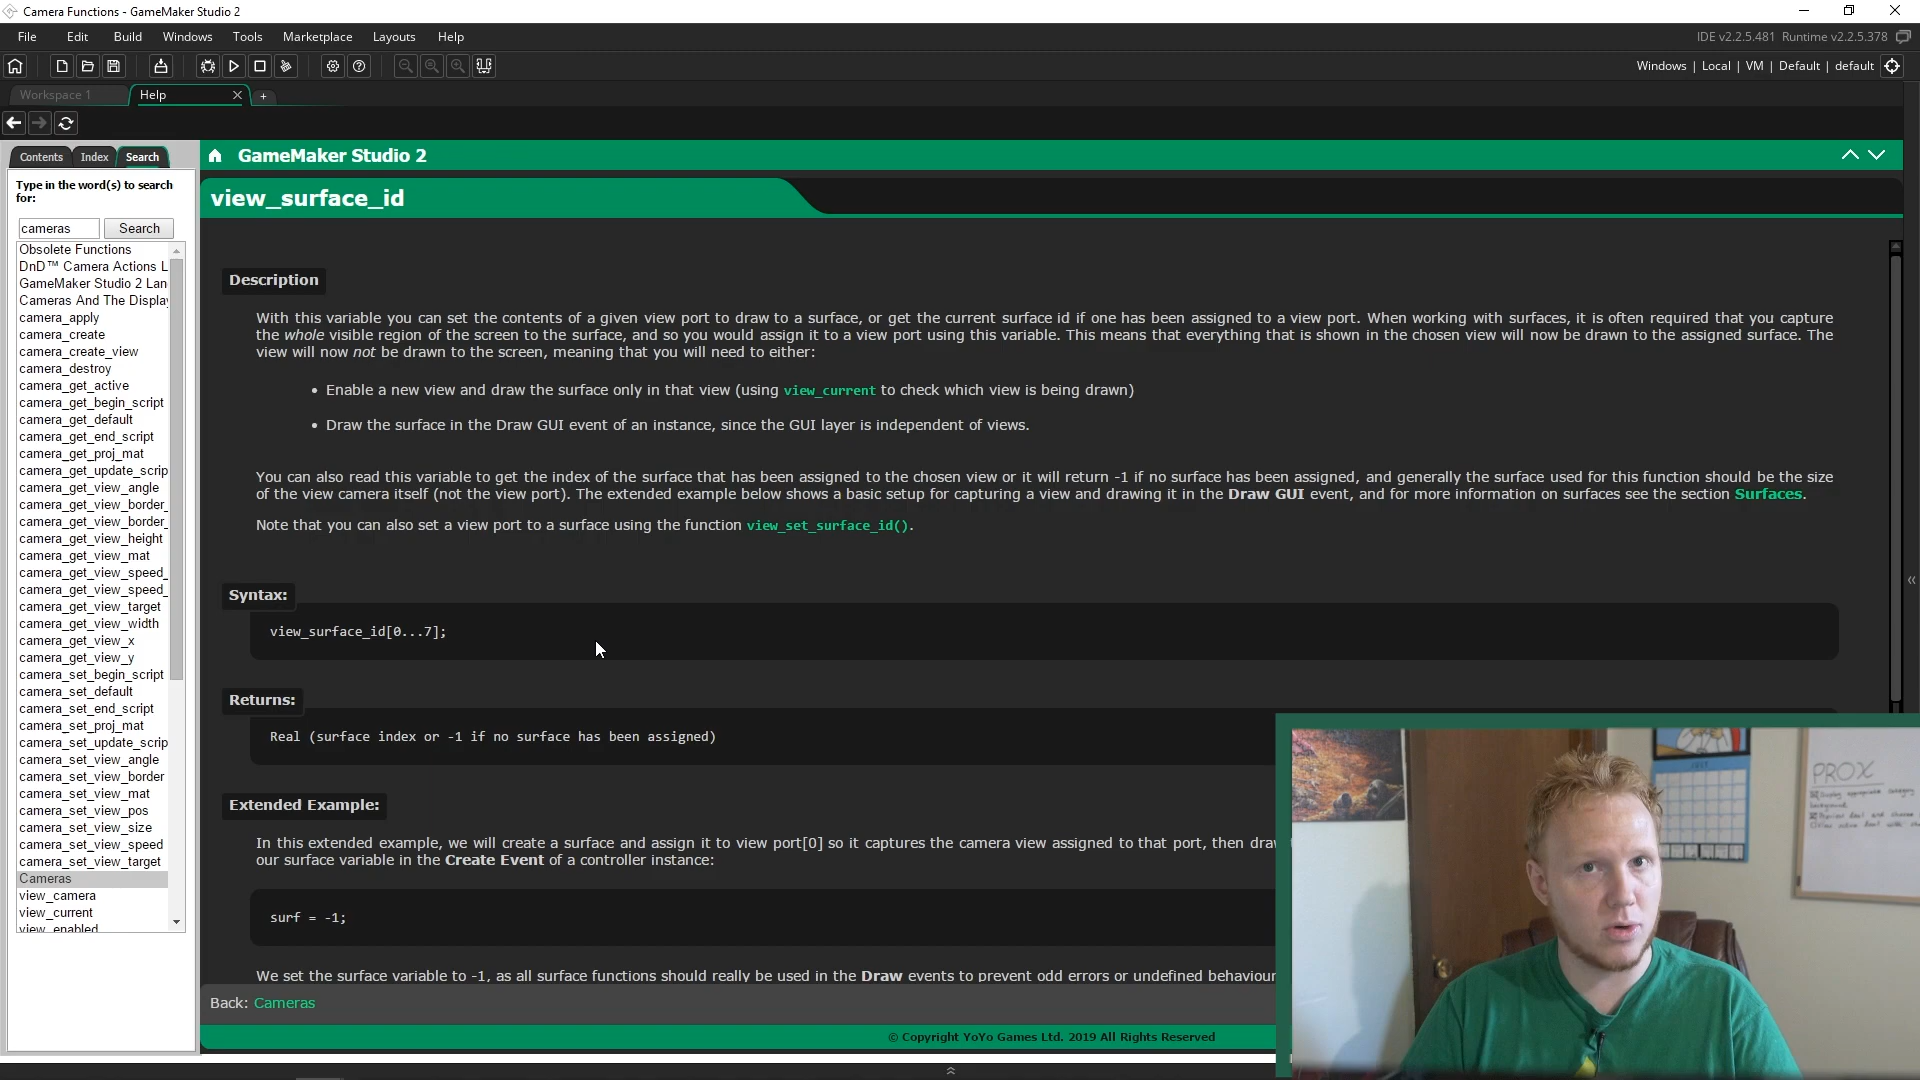 Camera Functions - GameMaker Studio 2
File Edit Build Windows Tools Marketplace Layouts Help
IDE v2.2.5.481 Runtime v2.2.5.378
Windows | Local | VM | Default | default
Workspace 1
Help
Contents Index Search
Type in the word(s) to search
for:
cameras
Search
Obsolete Functions
DnD™ Camera Actions L
GameMaker Studio 2 Lan
Cameras And The Display
camera_apply
camera_create
camera_create_view
camera_destroy
camera_get_active
camera_get_begin_script
camera_get_default
camera_get_end_script
camera_get_proj_mat
camera_get_update_scrip
camera_get_view_angle
camera_get_view_border_
camera_get_view_border_
camera_get_view_height
camera_get_view_mat
camera_get_view_speed_
camera_get_view_speed_
camera_get_view_target
camera_get_view_width
camera_get_view_x
camera_get_view_y
camera_set_begin_script
camera_set_default
camera_set_end_script
camera_set_proj_mat
camera_set_update_scrip
camera_set_view_angle
camera_set_view_border
camera_set_view_mat
camera_set_view_pos
camera_set_view_size
camera_set_view_speed
camera_set_view_target
Cameras
view_camera
view_current
view_enabled
GameMaker Studio 2
view_surface_id
Description
With this variable you can set the contents of a given view port to draw to a surface, or get the current surface id if one has been assigned to a view port. When working with surfaces, it is often required that you capture
the whole visible region of the screen to the surface, and so you would assign it to a view port using this variable. This means that everything that is shown in the chosen view will now be drawn to the assigned surface. The
view will now not be drawn to the screen, meaning that you will need to either:
• Enable a new view and draw the surface only in that view (using view_current to check which view is being drawn)
• Draw the surface in the Draw GUI event of an instance, since the GUI layer is independent of views.
You can also read this variable to get the index of the surface that has been assigned to the chosen view or it will return -1 if no surface has been assigned, and generally the surface used for this function should be the size
of the view camera itself (not the view port). The extended example below shows a basic setup for capturing a view and drawing it in the Draw GUI event, and for more information on surfaces see the section Surfaces.
Note that you can also set a view port to a surface using the function view_set_surface_id().
Syntax:
view_surface_id[0...7];
Returns:
Real (surface index or -1 if no surface has been assigned)
Extended Example:
In this extended example, we will create a surface and assign it to view port[0] so it captures the camera view assigned to that port, then draw
our surface variable in the Create Event of a controller instance:
surf = -1;
We set the surface variable to -1, as all surface functions should really be used in the Draw events to prevent odd errors or undefined behaviour
Back: Cameras
© Copyright YoYo Games Ltd. 2019 All Rights Reserved
JULY
PROX